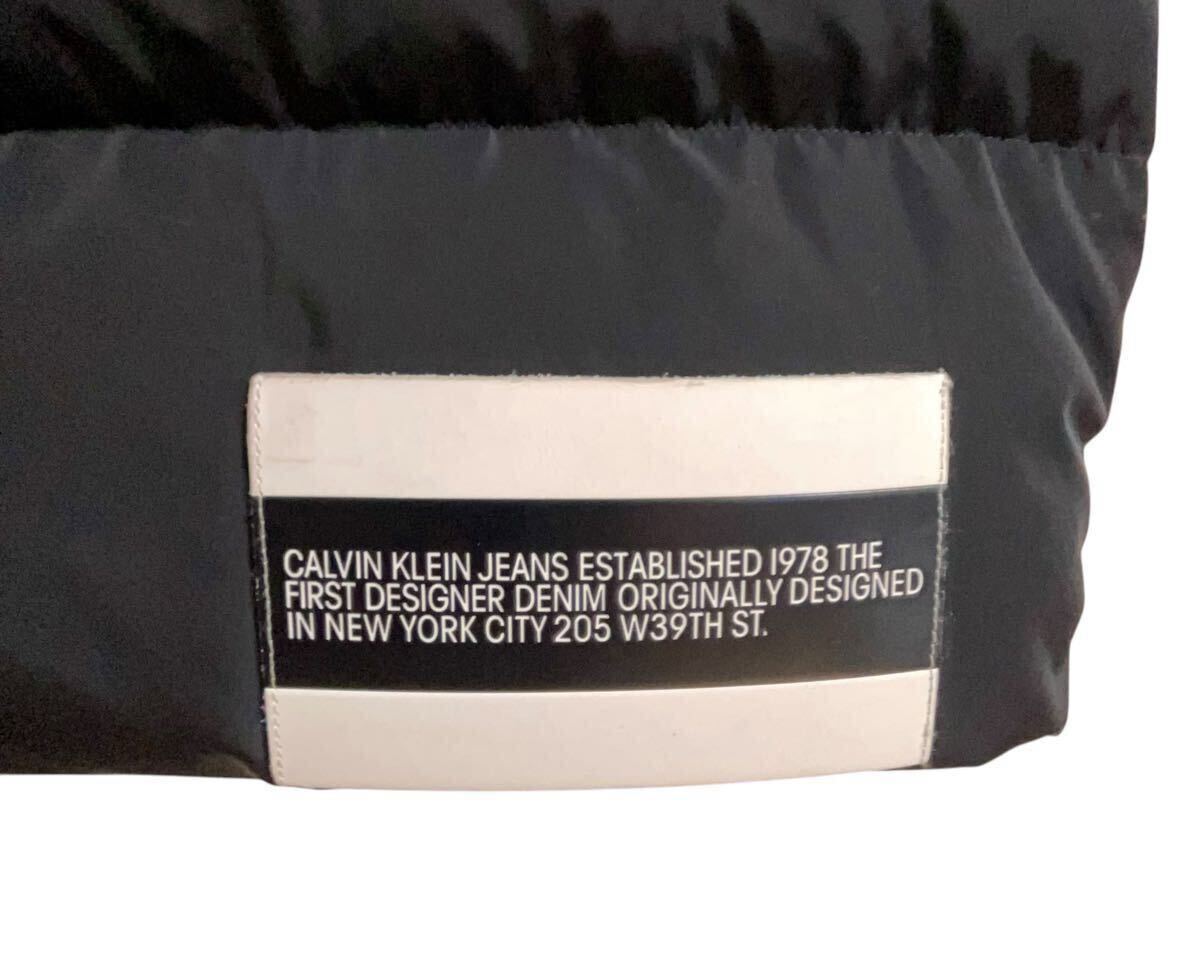 CALVIN KLEIN JEANS ESTABLISHED 1978 THE
FIRST DESIGNER DENIM ORIGINALLY DESIGNED
IN NEW YORK CITY 205 W39TH ST.